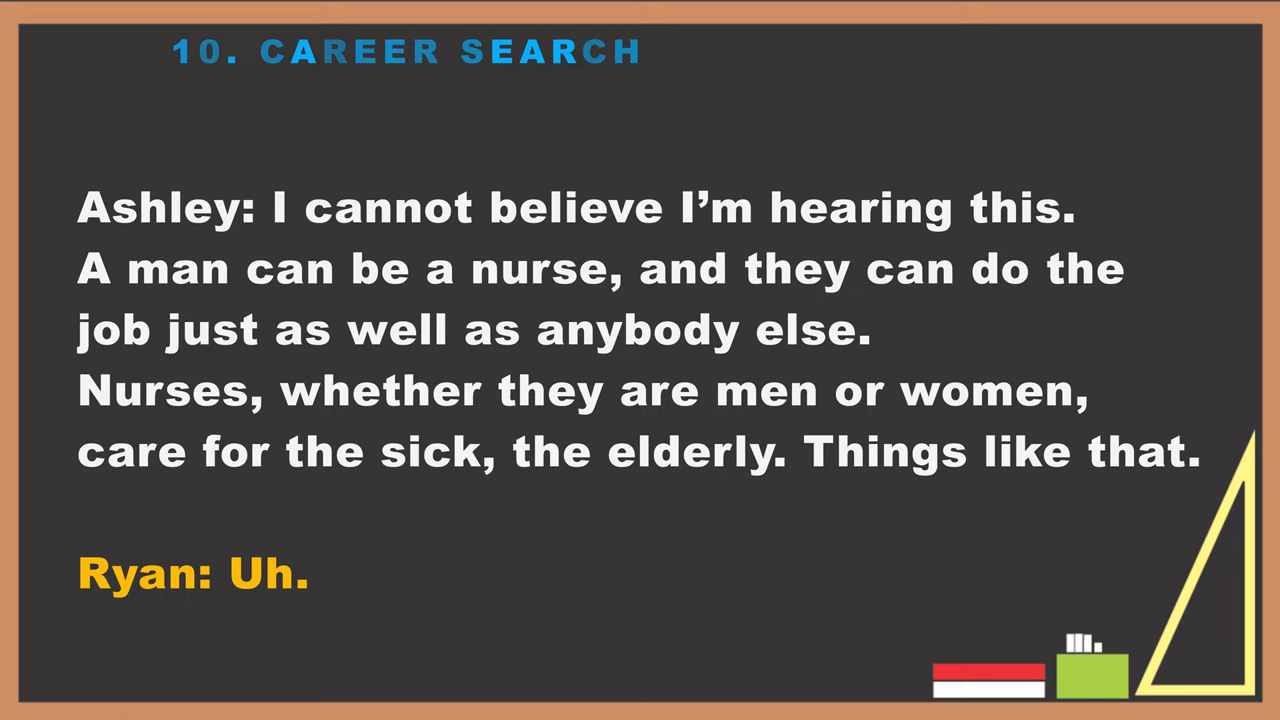 10. CAREER SEARCH
Ashley: I cannot believe I’m hearing this.
A man can be a nurse, and they can do the
job just as well as anybody else.
Nurses, whether they are men or women,
care for the sick, the elderly. Things like that.
Ryan: Uh.